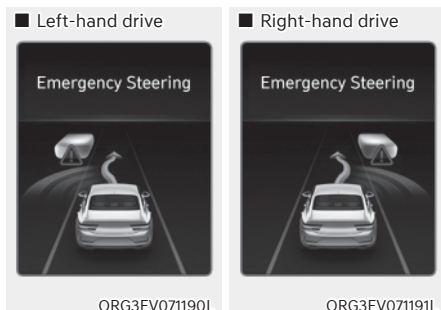 ■ Left-hand drive
Emergency Steering
ORG3EV071190L
■ Right-hand drive
Emergency Steering
ORG3EV071191L